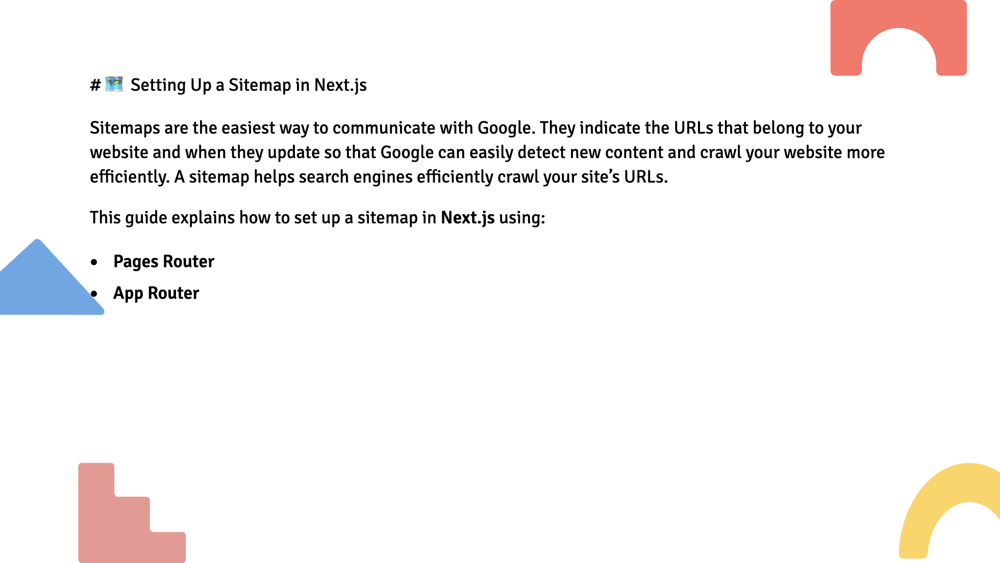 # 🗺️ Setting Up a Sitemap in Next.js
Sitemaps are the easiest way to communicate with Google. They indicate the URLs that belong to your
website and when they update so that Google can easily detect new content and crawl your website more
efficiently. A sitemap helps search engines efficiently crawl your site’s URLs.
This guide explains how to set up a sitemap in Next.js using:
• Pages Router
• App Router